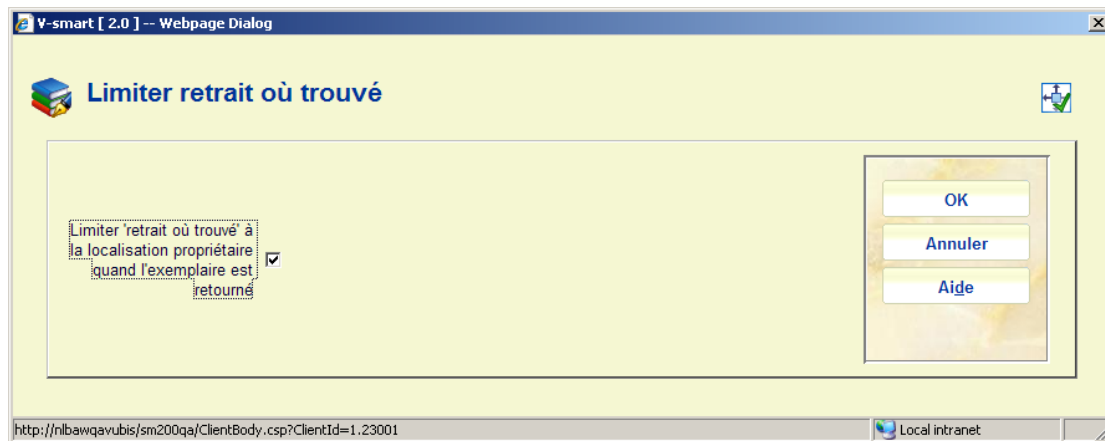 V-smart [ 2.0 ] -- Webpage Dialog
Limiter retrait où trouvé
Limiter 'retrait où trouvé' à
la localisation propriétaire
quand l'exemplaire est
retourné
OK
Annuler
Aide
http://nlbawqavubis/sm200qa/ClientBody.csp?ClientId=1.23001
Local intranet